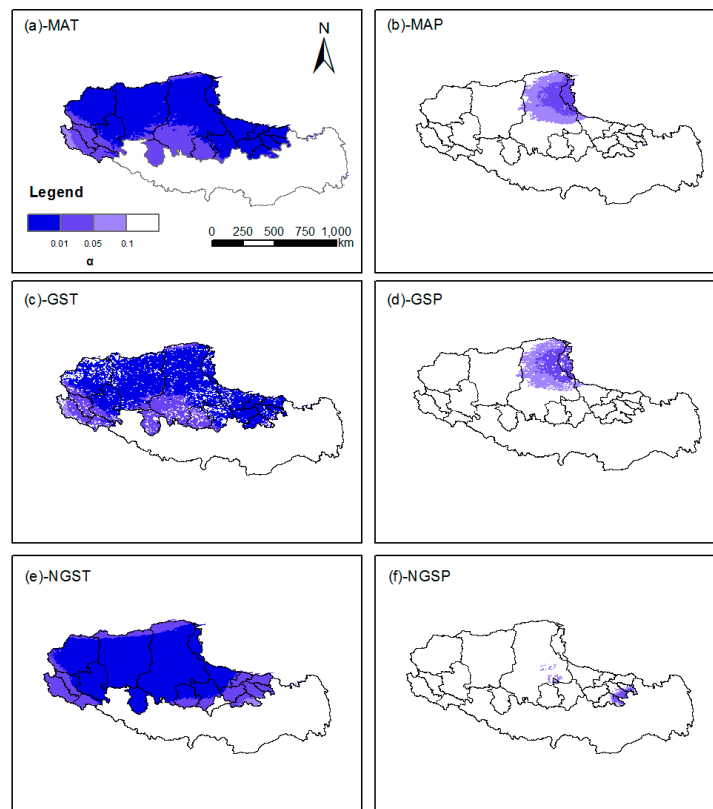 (a)-MAT
N
Legend
0.01 0.05 0.1
α
0 250 500 750 1,000
km
(b)-MAP
(c)-GST
(d)-GSP
(e)-NGST
(f)-NGSP